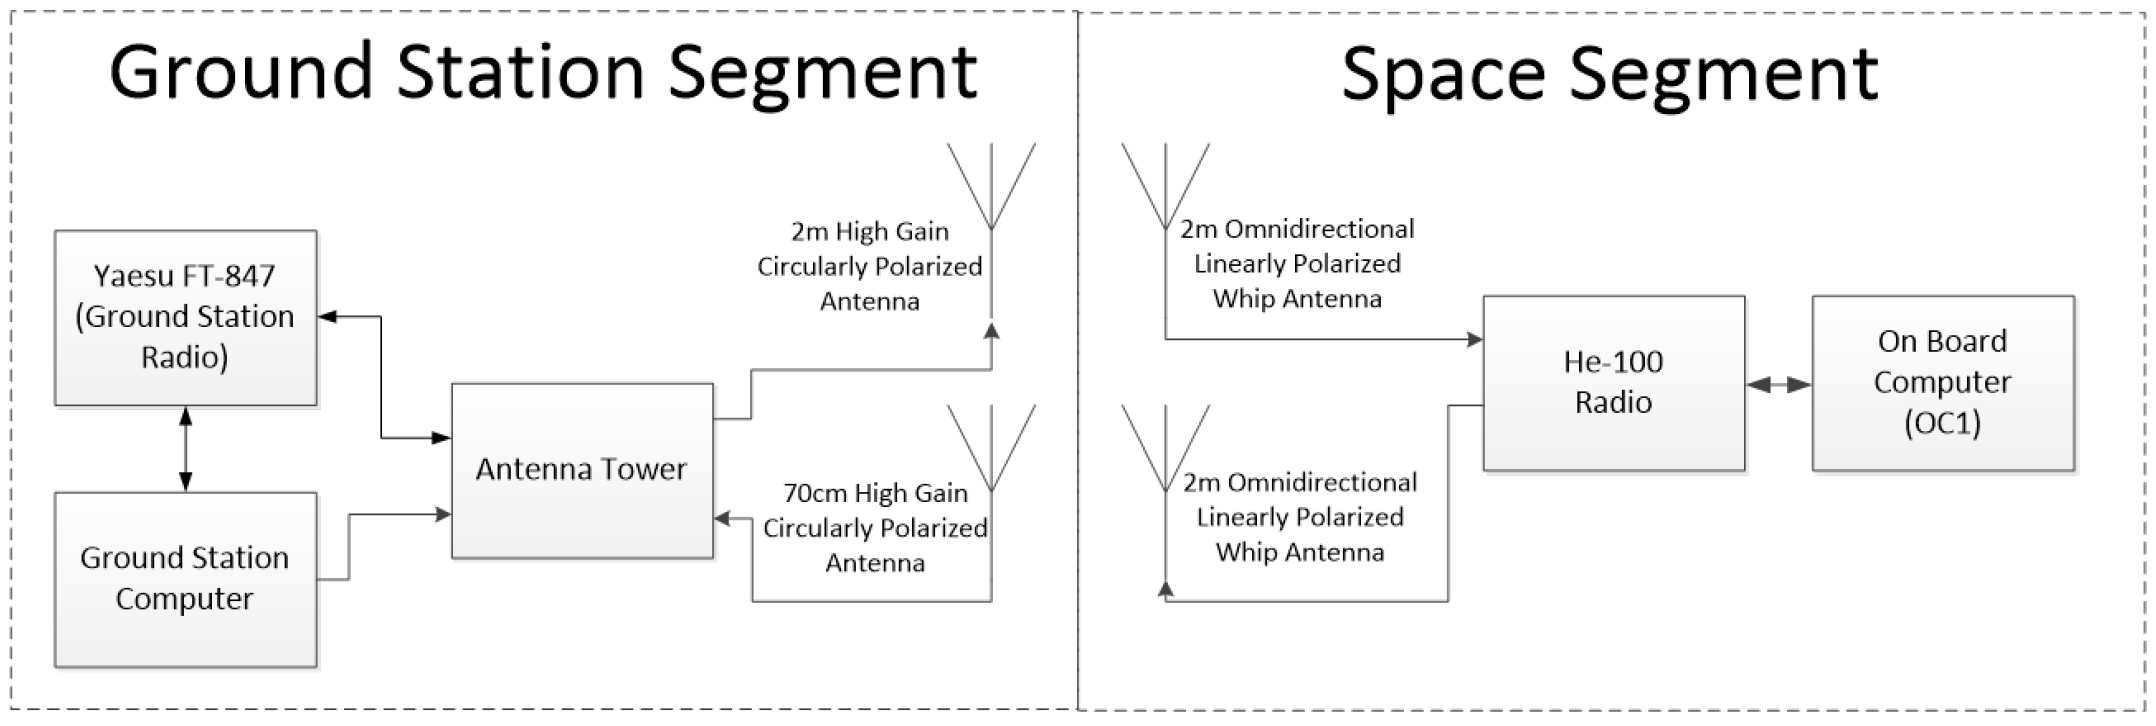 Ground Station Segment
Space Segment
Yaesu FT-847
(Ground Station
Radio)
Ground Station
Computer
Antenna Tower
2m High Gain
Circularly Polarized
Antenna
70cm High Gain
Circularly Polarized
Antenna
2m Omnidirectional
Linearly Polarized
Whip Antenna
2m Omnidirectional
Linearly Polarized
Whip Antenna
He-100
Radio
On Board
Computer
(OC1)